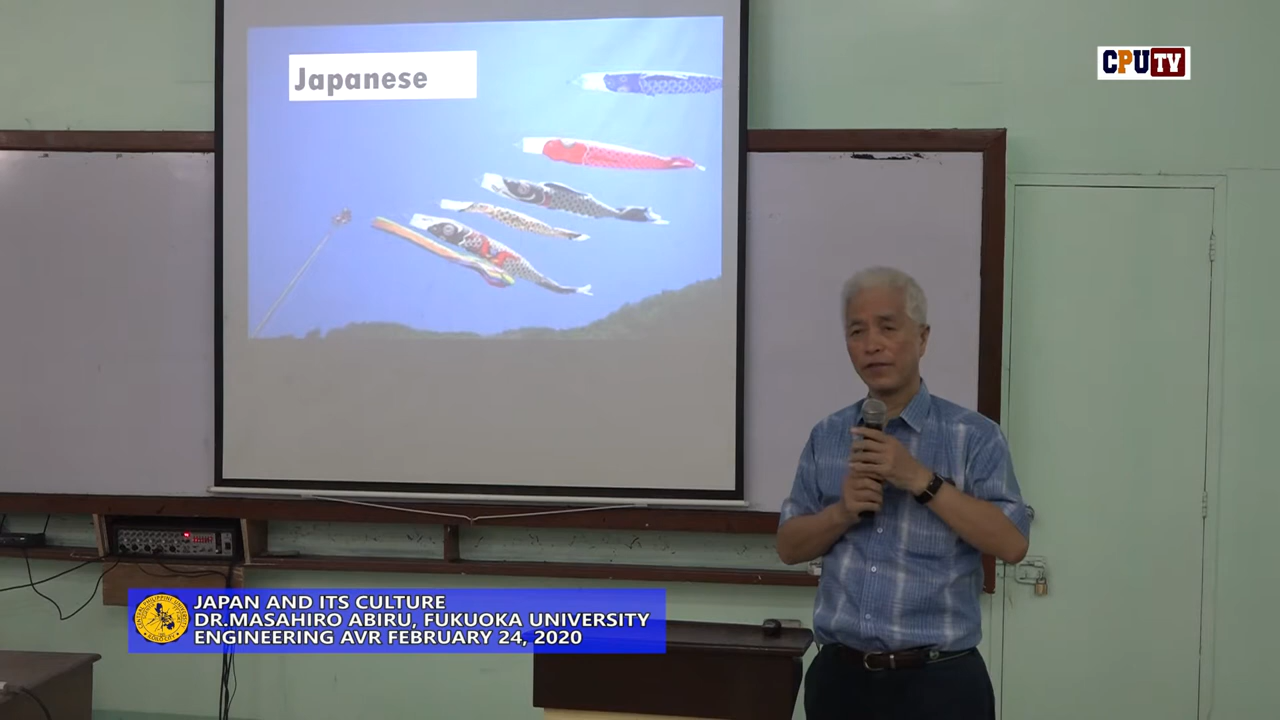 Japanese
CPUTV
JAPAN AND ITS CULTURE
DR.MASAHIRO ABIRU, FUKUOKA UNIVERSITY
ENGINEERING AVR FEBRUARY 24, 2020